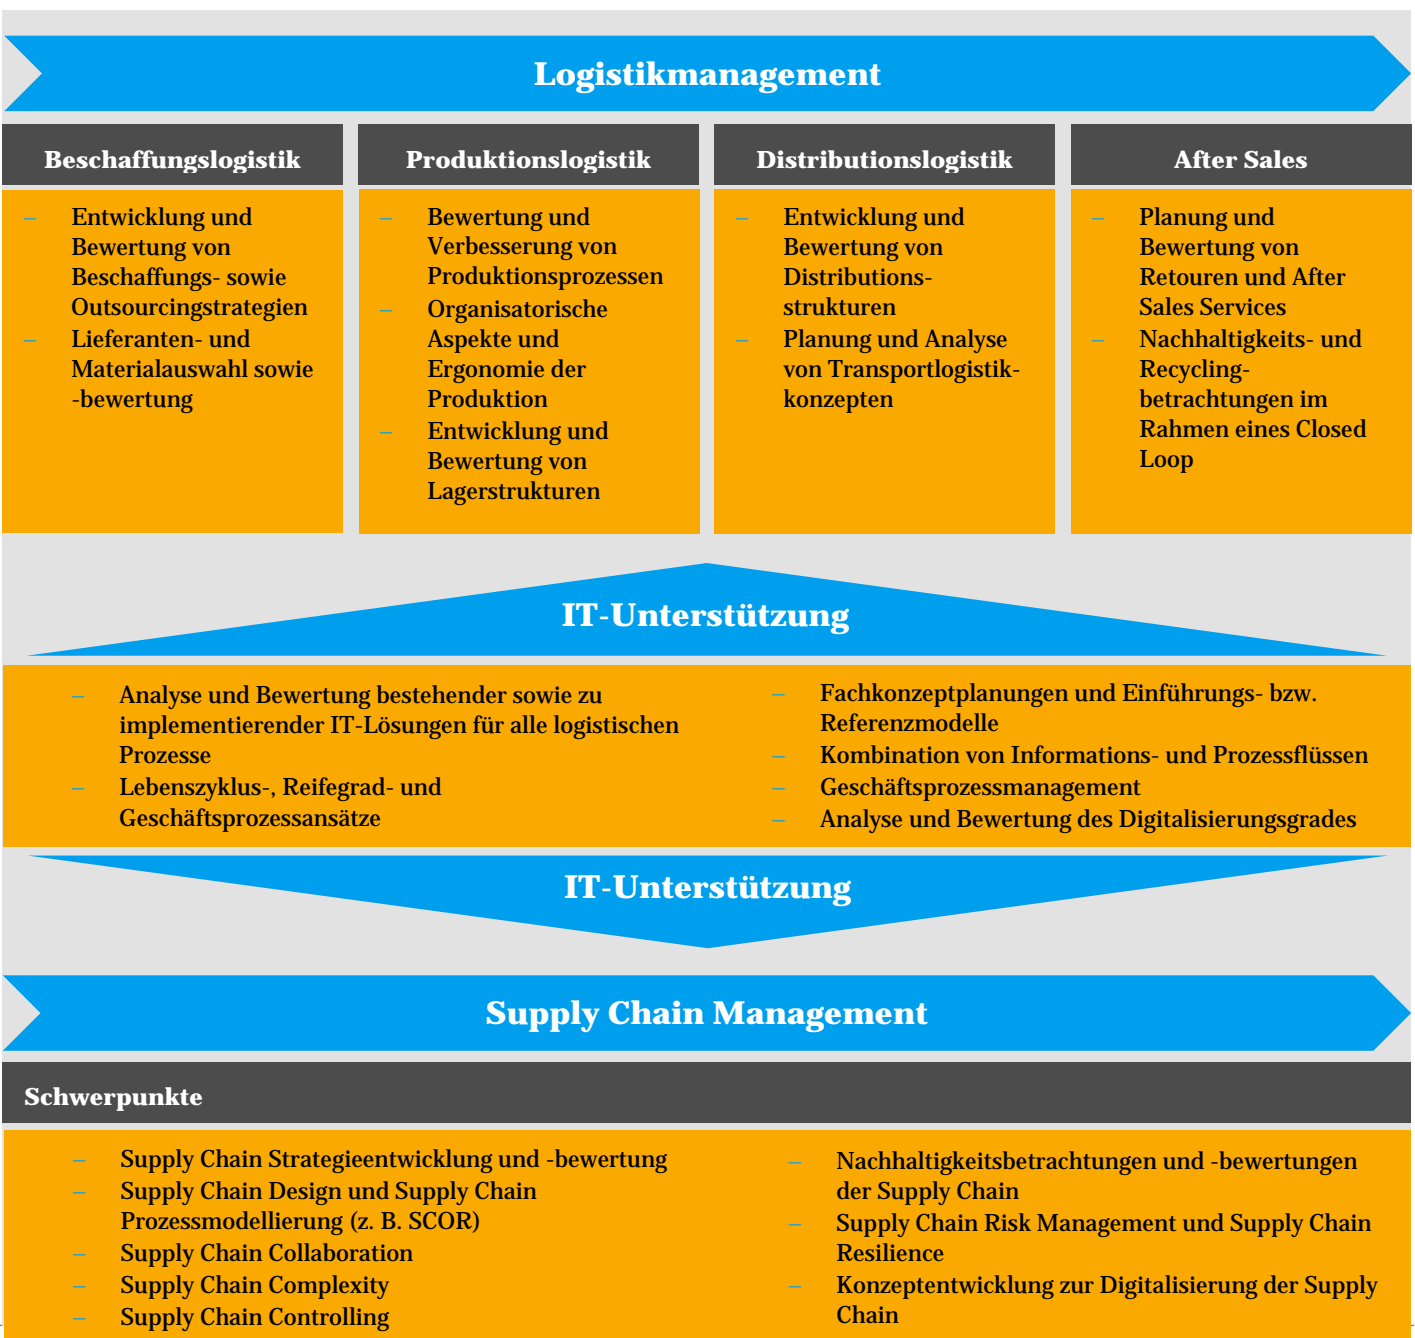 Logistikmanagement
Beschaffungslogistik
– Entwicklung und
Bewertung von
Beschaffungs- sowie
Outsourcingstrategien
– Lieferanten- und
Materialauswahl sowie
-bewertung
Produktionslogistik
– Bewertung und
Verbesserung von
Produktionsprozessen
– Organisatorische
Aspekte und
Ergonomie der
Produktion
– Entwicklung und
Bewertung von
Lagerstrukturen
Distributionslogistik
– Entwicklung und
Bewertung von
Distributions-
strukturen
– Planung und Analyse
von Transportlogistik-
konzepten
After Sales
– Planung und
Bewertung von
Retouren und After
Sales Services
– Nachhaltigkeits- und
Recycling-
betrachtungen im
Rahmen eines Closed
Loop
IT-Unterstützung
– Analyse und Bewertung bestehender sowie zu
implementierender IT-Lösungen für alle logistischen
Prozesse
– Lebenszyklus-, Reifegrad- und
Geschäftsprozessansätze
– Fachkonzeptplanungen und Einführungs- bzw.
Referenzmodelle
– Kombination von Informations- und Prozessflüssen
– Geschäftsprozessmanagement
– Analyse und Bewertung des Digitalisierungsgrades
IT-Unterstützung
Supply Chain Management
Schwerpunkte
– Supply Chain Strategieentwicklung und -bewertung
– Supply Chain Design und Supply Chain
Prozessmodellierung (z. B. SCOR)
– Supply Chain Collaboration
– Supply Chain Complexity
– Supply Chain Controlling
– Nachhaltigkeitsbetrachtungen und -bewertungen
der Supply Chain
– Supply Chain Risk Management und Supply Chain
Resilience
– Konzeptentwicklung zur Digitalisierung der Supply
Chain